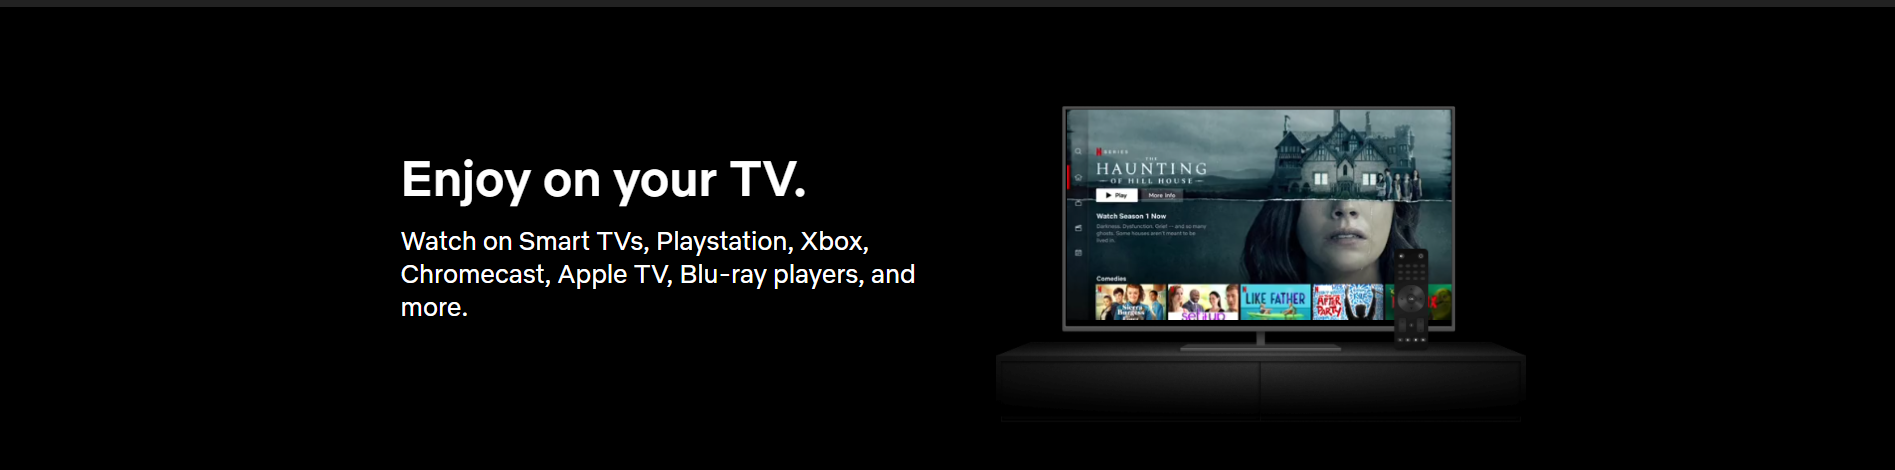 Enjoy on your TV.
Watch on Smart TVs, Playstation, Xbox,
Chromecast, Apple TV, Blu-ray players, and
more.
SERIES
THE
HAUNTING
OF HILL HOUSE
Play
More Info
Watch Season 1 Now
Darkness. Dysfunction. Grief — and so many
ghosts. Some houses aren't meant to be
lived in.
Comedies
Sierra
Burgess
set up
LIKE FATHER
AFTER
PARTY